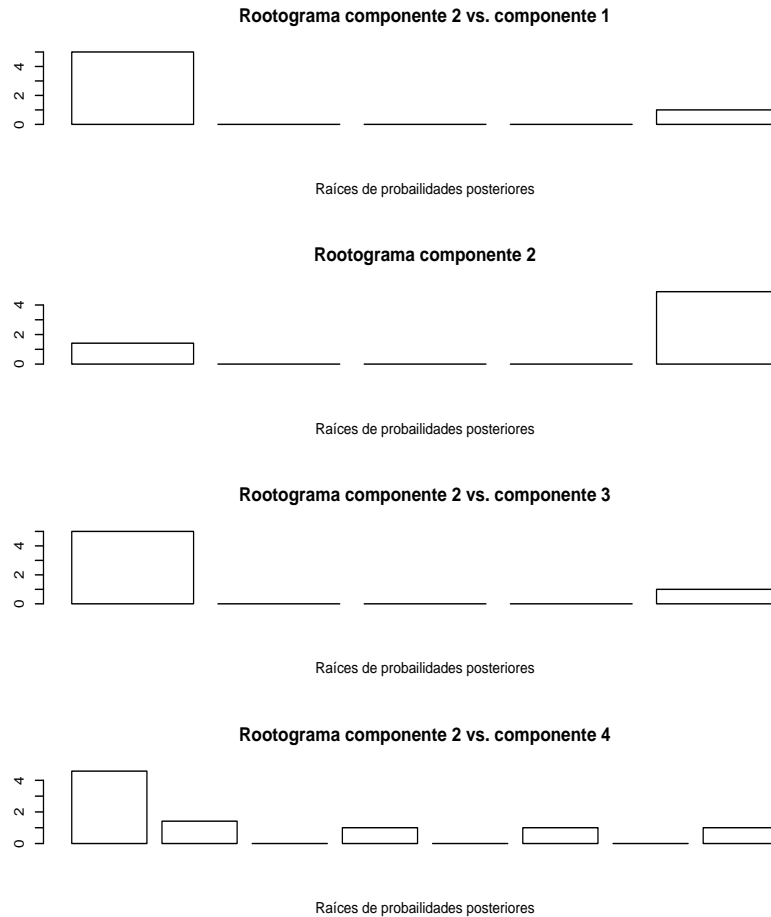 Rootograma componente 2 vs. componente 1
4
2
0
Raíces de probailidades posteriores
Rootograma componente 2
4
2
0
Raíces de probailidades posteriores
Rootograma componente 2 vs. componente 3
4
2
0
Raíces de probailidades posteriores
Rootograma componente 2 vs. componente 4
4
2
0
Raíces de probailidades posteriores